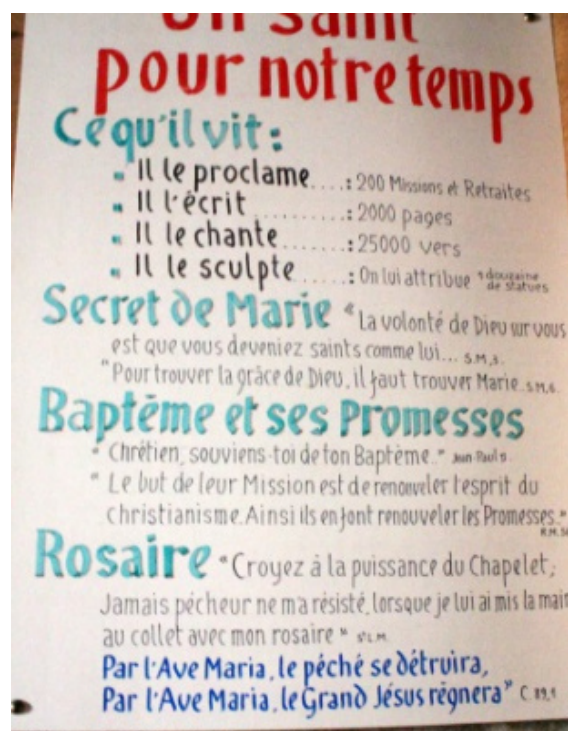 Un Saint
pour notre temps
Ce qu'il vit :
Il le proclame ....: 200 Missions et Retraites
Il l'écrit .........: 2000 pages
Il le chante ......: 25000 vers
Il le sculpte .....: On lui attribue 1 douzaine
de statues
Secret de Marie "La volonté de Dieu sur vous
est que vous deveniez saints comme lui... S.M.3.
"Pour trouver la grâce de Dieu, il faut trouver Marie. S.M.6.
Baptême et ses Promesses
"Chrétien, souviens-toi de ton Baptême." Jean-Paul II
"Le but de leur Mission est de renouveler l'esprit du
Christianisme. Ainsi ils en font renouveler les Promesses."
R.M. 56
Rosaire "Croyez à la puissance du Chapelet;
Jamais pécheur ne m'a résisté, lorsque je lui ai mis la main
au collet avec mon rosaire" St L.M.
Par l'Ave Maria, le péché se détruira,
Par l'Ave Maria, le Grand Jésus régnera" C. 89,1